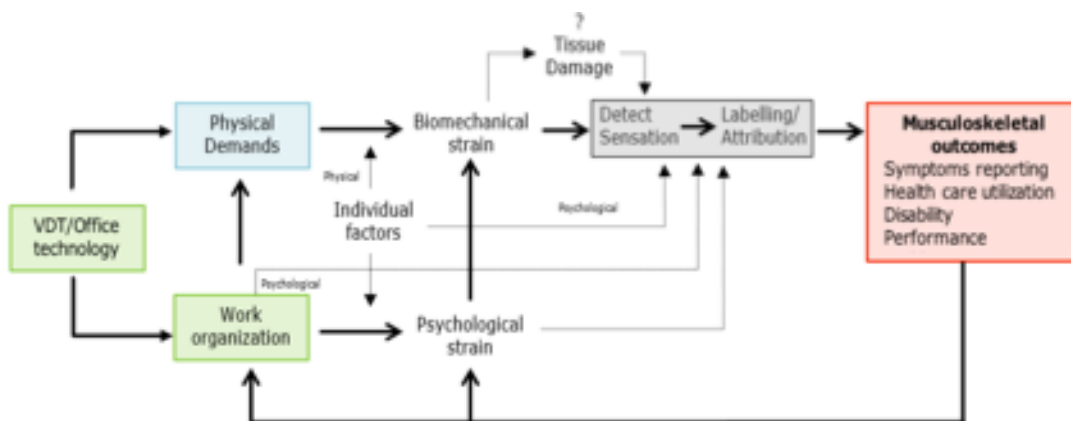 ?
Tissue
Damage
Physical
Demands
Biomechanical
strain
Detect
Sensation
Labelling/
Attribution
Musculoskeletal
outcomes
Symptoms reporting
Health care utilization
Disability
Performance
Physical
Individual
factors
Psychological
VDT/Office
technology
Psychological
Work
organization
Psychological
strain